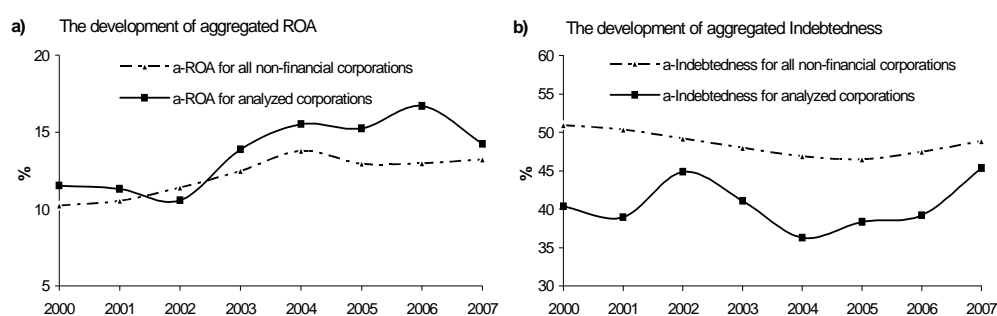 a) The development of aggregated ROA
20
15
10
5
%
a-ROA for all non-financial corporations
a-ROA for analyzed corporations
2000 2001 2002 2003 2004 2005 2006 2007
b) The development of aggregated Indebtedness
60
55
50
45
40
35
30
%
a-Indebtedness for all non-financial corporations
a-Indebtedness for analyzed corporations
2000 2001 2002 2003 2004 2005 2006 2007